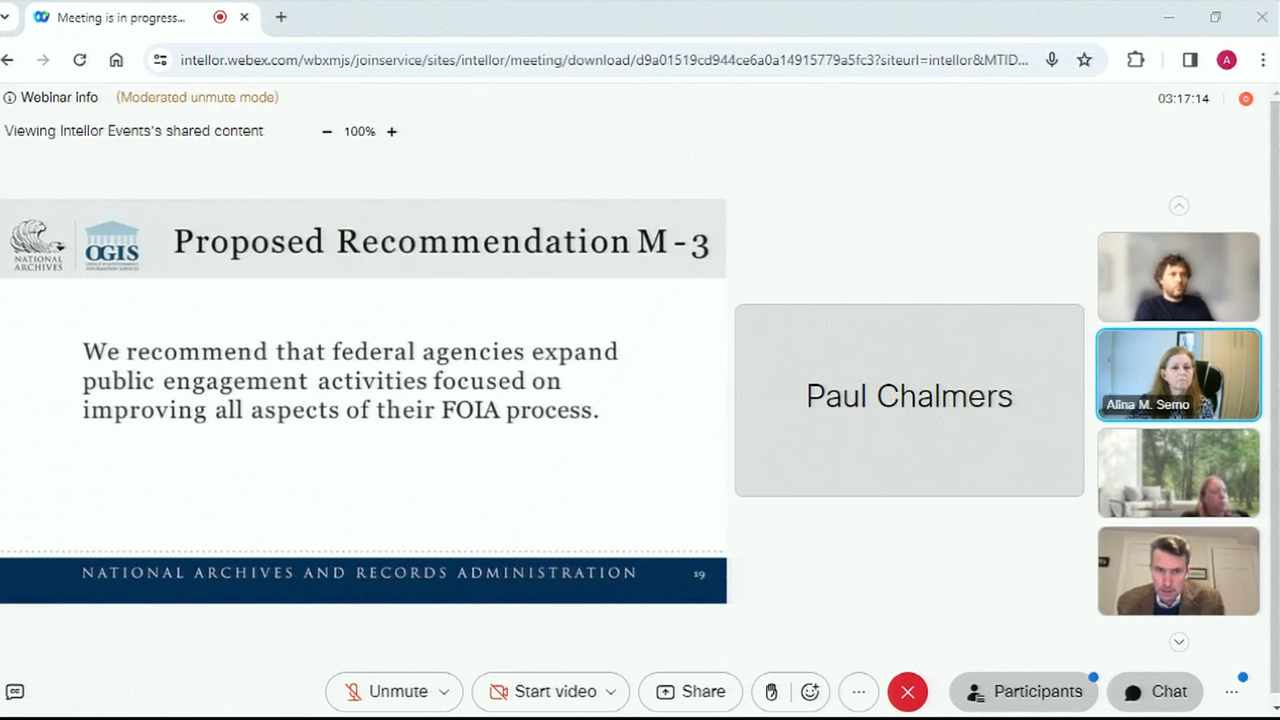 Meeting is in progress...
intellor.webex.com/wbxmjs/joinservice/sites/intellor/meeting/download/d9a01519cd944ce6a0a14915779a5fc3?siteurl=intellor&MTID...
A
Webinar info (Moderated unmute mode)
03:17:14
Viewing Intellor Events's shared content
100%
NATIONAL
ARCHIVES
OGIS
Proposed Recommendation M-3
We recommend that federal agencies expand
public engagement activities focused on
improving all aspects of their FOIA process.
NATIONAL ARCHIVES AND RECORDS ADMINISTRATION
19
Paul Chalmers
Alina M. Semo
Unmute
Start video
Share
Participants
Chat